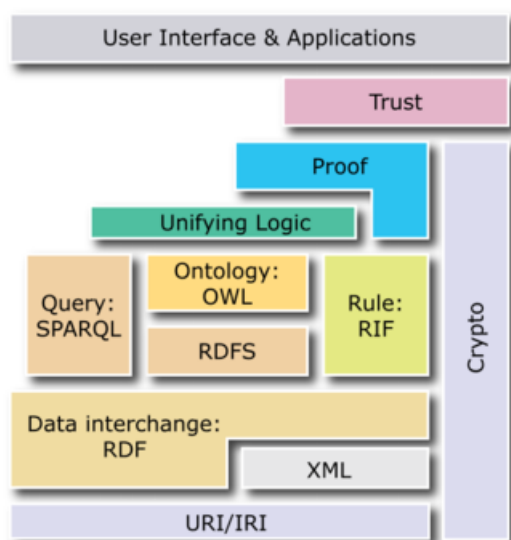 User Interface & Applications
Trust
Proof
Unifying Logic
Query:
SPARQL
Ontology:
OWL
Rule:
RIF
RDFS
Crypto
Data interchange:
RDF
XML
URI/IRI